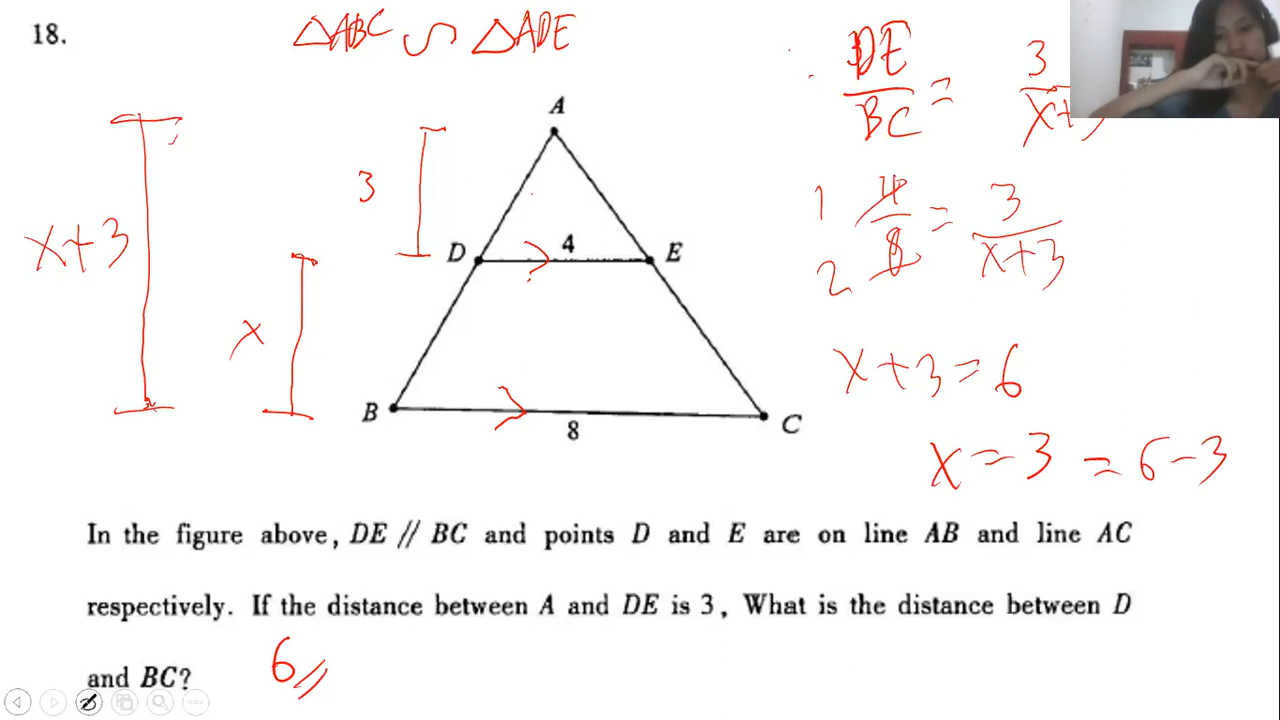 18.
△ABC ∽ △ADE
DE/BC = 3/x+3
A
3
x+3
D
4
E
1 4/8 = 3/x+3
2
x
x+3=6
B
8
C
x=3 = 6-3
In the figure above, DE // BC and points D and E are on line AB and line AC
respectively. If the distance between A and DE is 3, What is the distance between D
and BC?
6